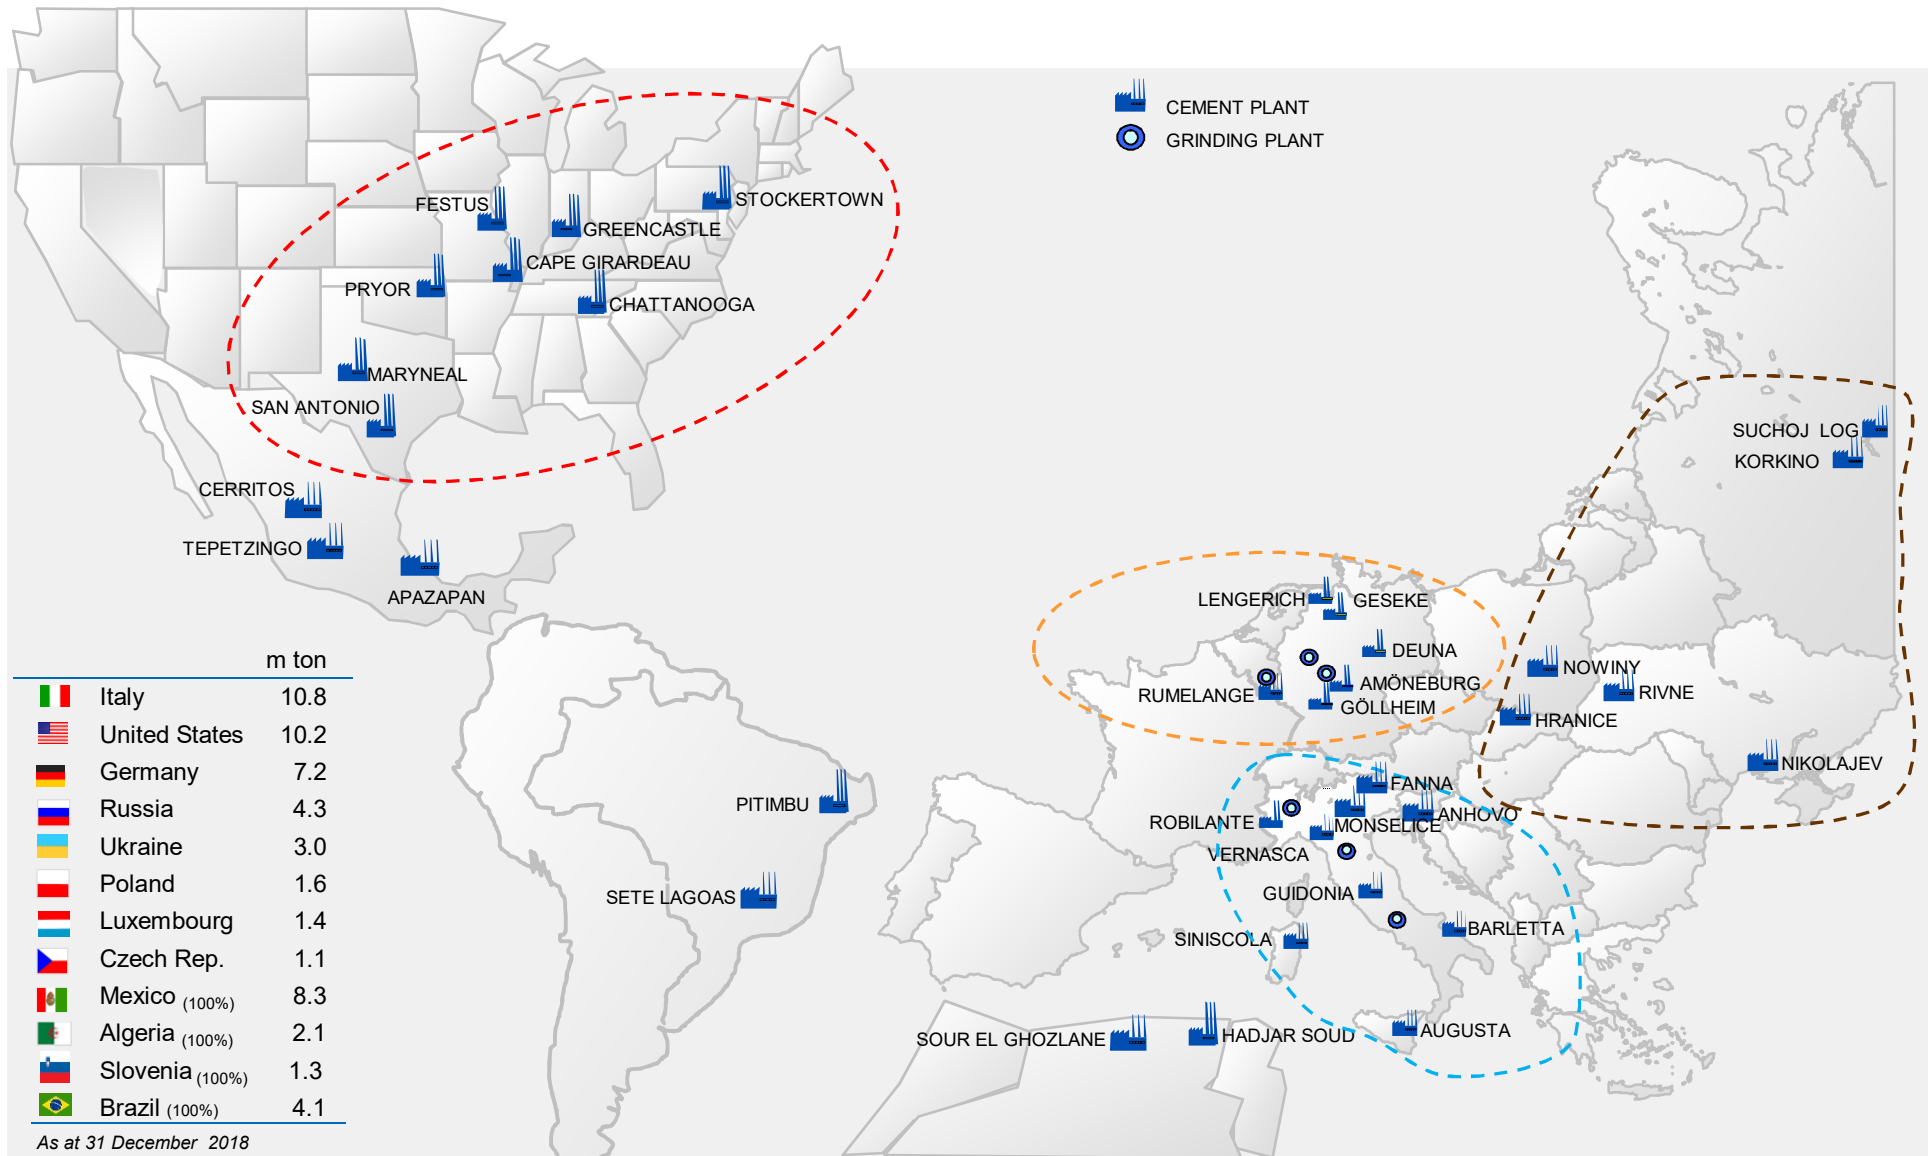 CEMENT PLANT
GRINDING PLANT
FESTUS
STOCKERTOWN
GREENCASTLE
CAPE GIRARDEAU
PRYOR
CHATTANOOGA
MARYNEAL
SAN ANTONIO
CERRITOS
TEPETZINGO
APAZAPAN
SUCHOJ LOG
KORKINO
LENGERICH
GESEKE
DEUNA
NOWINY
AMÖNEBURG
RUMELANGE
RIVNE
GÖLLHEIM
HRANICE
NIKOLAJEV
FANNA
PITIMBU
ROBILANTE
ANHOVO
MONSELICE
VERNASCA
SETE LAGOAS
GUIDONIA
BARLETTA
SINISCOLA
AUGUSTA
SOUR EL GHOZLANE
HADJAR SOUD
m ton
Italy 10.8
United States 10.2
Germany 7.2
Russia 4.3
Ukraine 3.0
Poland 1.6
Luxembourg 1.4
Czech Rep. 1.1
Mexico (100%) 8.3
Algeria (100%) 2.1
Slovenia (100%) 1.3
Brazil (100%) 4.1
As at 31 December 2018